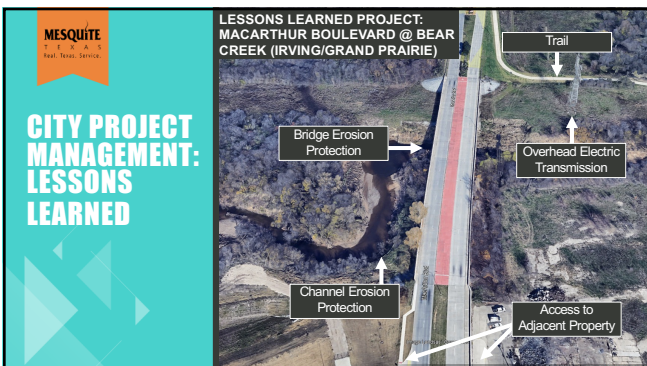 MESQUITE
TEXAS
Real. Texas. Service.
CITY PROJECT
MANAGEMENT:
LESSONS
LEARNED
LESSONS LEARNED PROJECT:
MACARTHUR BOULEVARD @ BEAR
CREEK (IRVING/GRAND PRAIRIE)
Trail
Bridge Erosion
Protection
Overhead Electric
Transmission
Channel Erosion
Protection
Access to
Adjacent Property